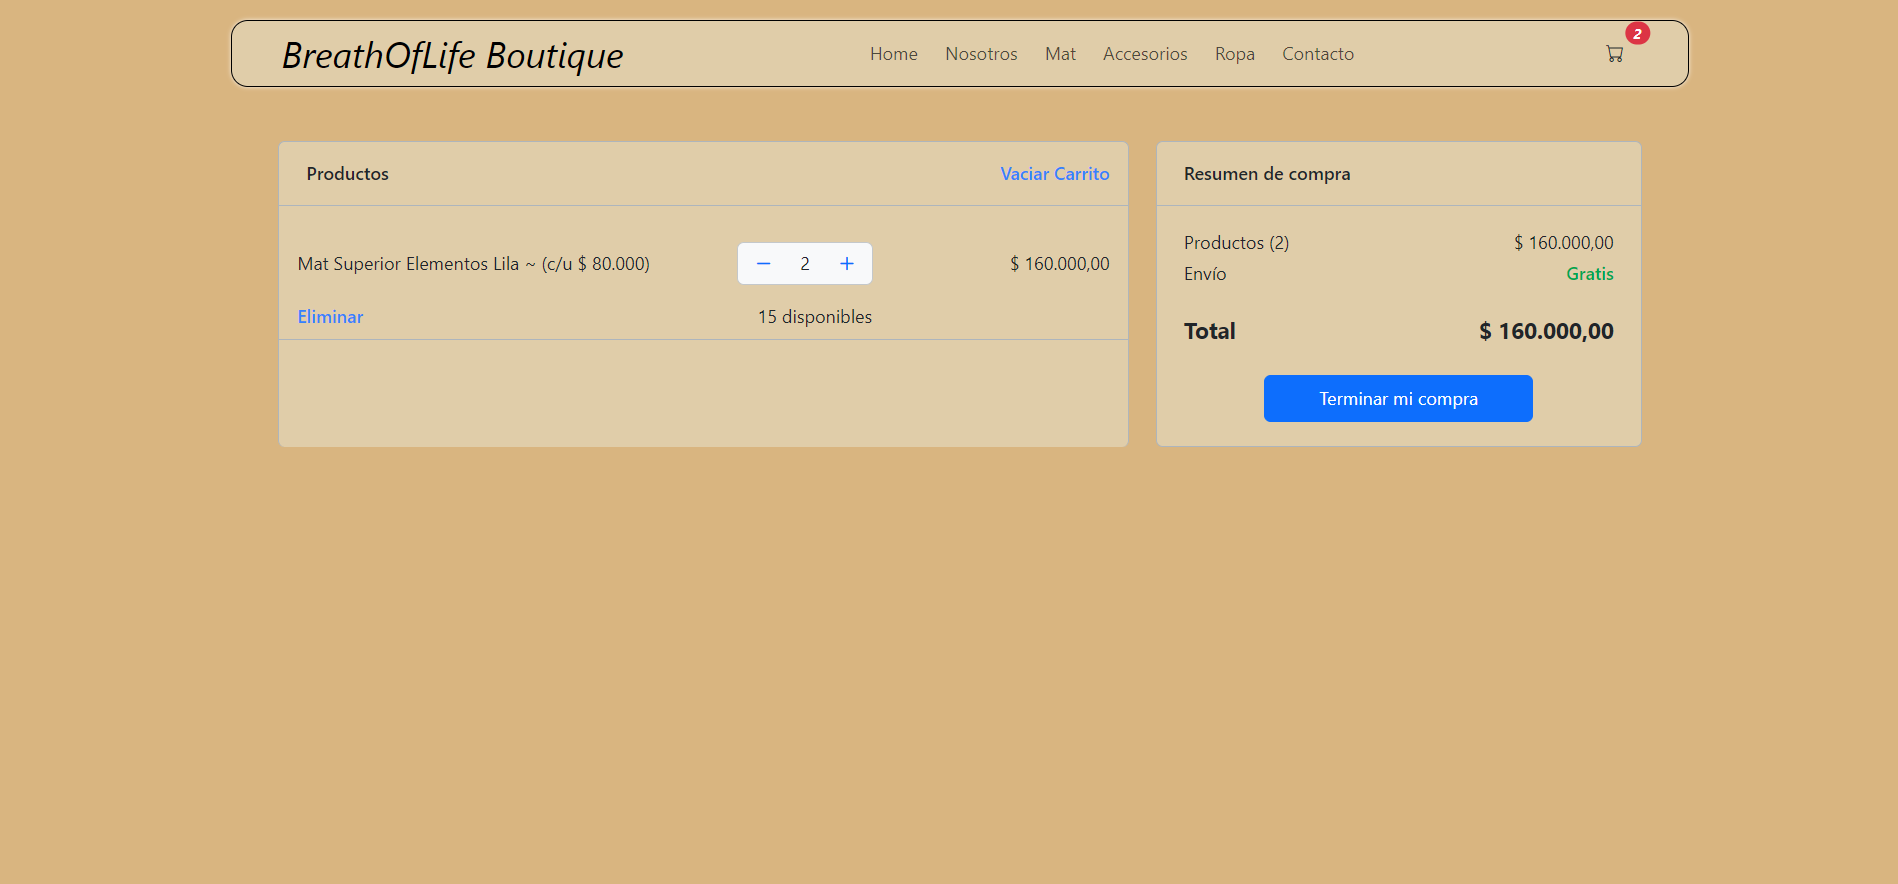 BreathOfLife Boutique
Home Nosotros Mat Accesorios Ropa Contacto
2
Productos Vaciar Carrito
Mat Superior Elementos Lila ~ (c/u $ 80.000) − 2 + $ 160.000,00
Eliminar 15 disponibles
Resumen de compra
Productos (2) $ 160.000,00
Envío Gratis
Total $ 160.000,00
Terminar mi compra